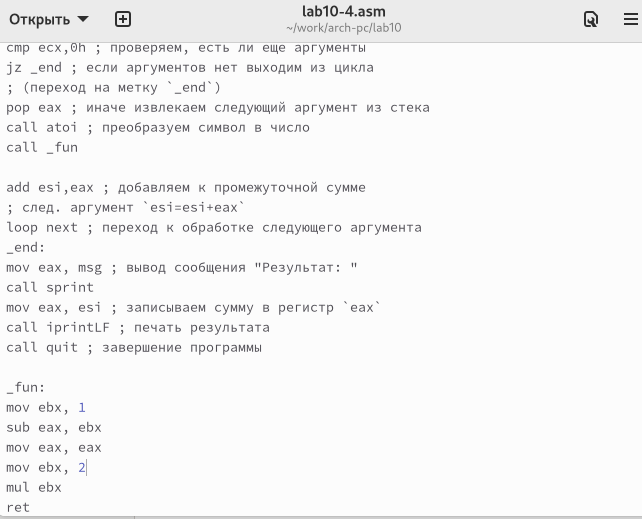 Открыть
lab10-4.asm
~/work/arch-pc/lab10
cmp ecx,0h ; проверяем, есть ли еще аргументы
jz _end ; если аргументов нет выходим из цикла
; (переход на метку `_end`)
pop eax ; иначе извлекаем следующий аргумент из стека
call atoi ; преобразуем символ в число
call _fun
add esi,eax ; добавляем к промежуточной сумме
; след. аргумент `esi=esi+eax`
loop next ; переход к обработке следующего аргумента
_end:
mov eax, msg ; вывод сообщения "Результат: "
call sprint
mov eax, esi ; записываем сумму в регистр `eax`
call iprintLF ; печать результата
call quit ; завершение программы
_fun:
mov ebx, 1
sub eax, ebx
mov eax, eax
mov ebx, 2
mul ebx
ret